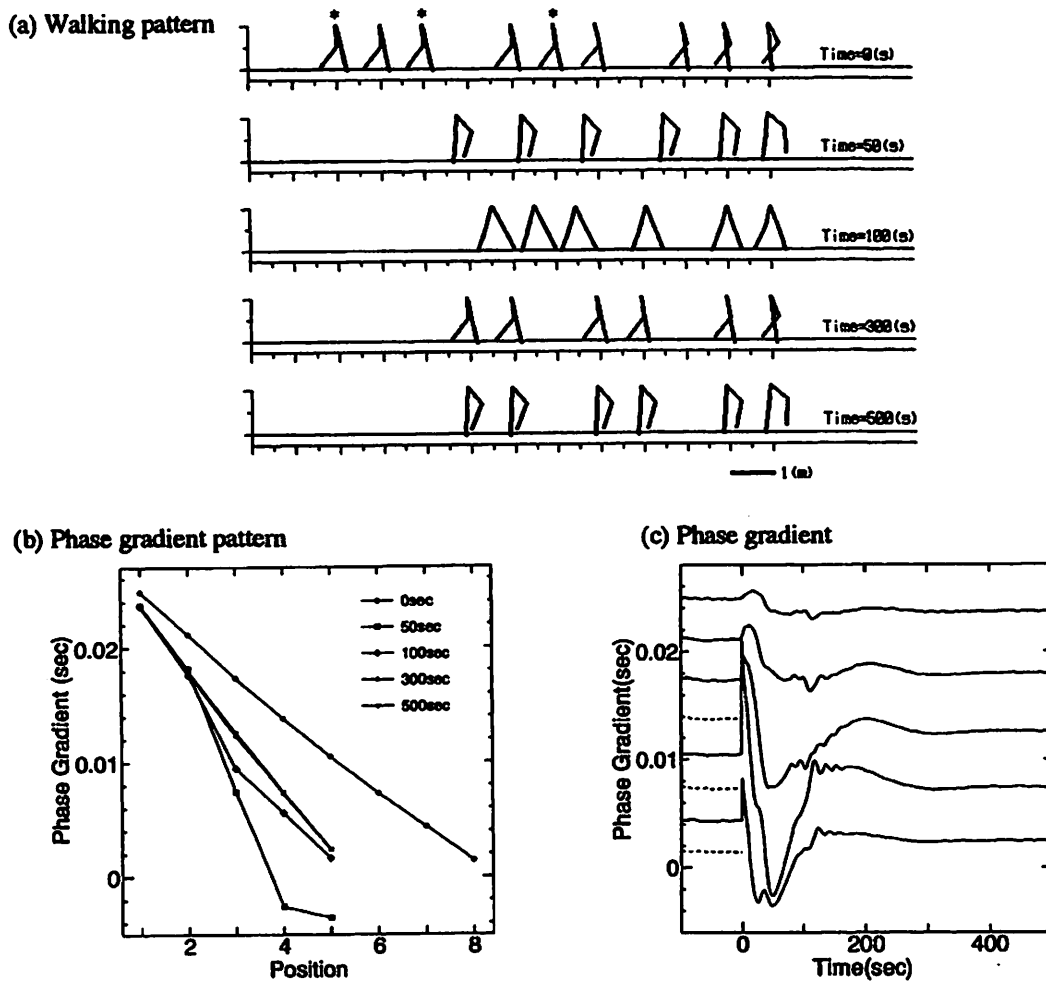 (a) Walking pattern
* * *
Time=0(s)
Time=50(s)
Time=100(s)
Time=300(s)
Time=500(s)
1(m)
(b) Phase gradient pattern
Phase Gradient (sec)
0.02
0.01
0
0sec
50sec
100sec
300sec
500sec
2 4 6 8
Position
(c) Phase gradient
Phase Gradient(sec)
0.02
0.01
0
0 200 400
Time(sec)